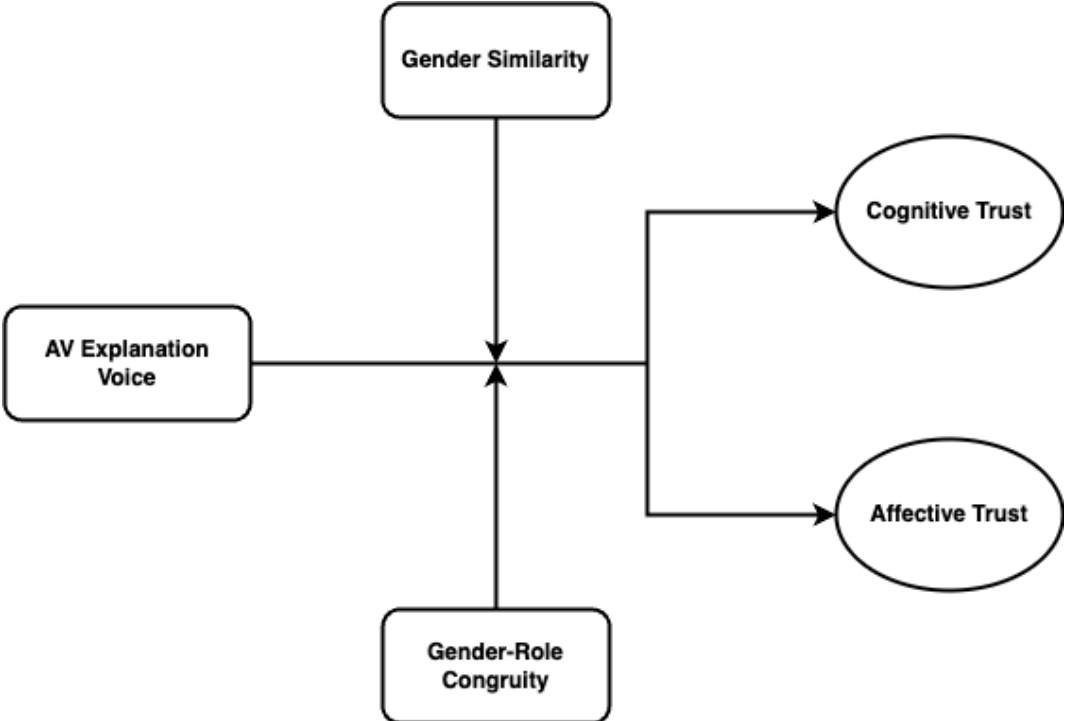 Gender Similarity
Cognitive Trust
AV Explanation
Voice
Affective Trust
Gender-Role
Congruity